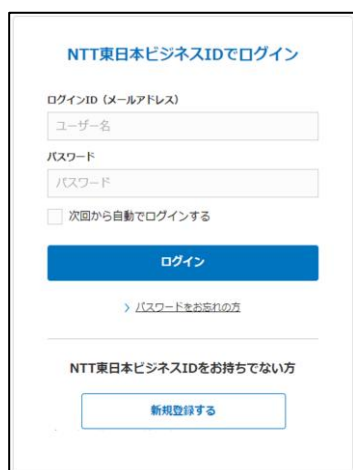 NTT東日本ビジネスIDでログイン
ログインID（メールアドレス）
ユーザー名
パスワード
パスワード
次回から自動でログインする
ログイン
> パスワードをお忘れの方
NTT東日本ビジネスIDをお持ちでない方
新規登録する